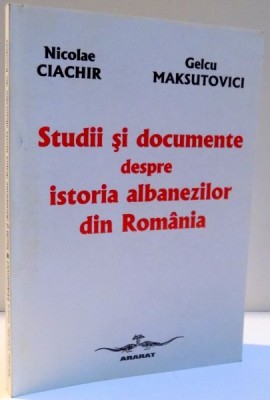 Nicolae
CIACHIR
Gelcu
MAKSUTOVICI
Studii şi documente
despre
istoria albanezilor
din România
ARARAT